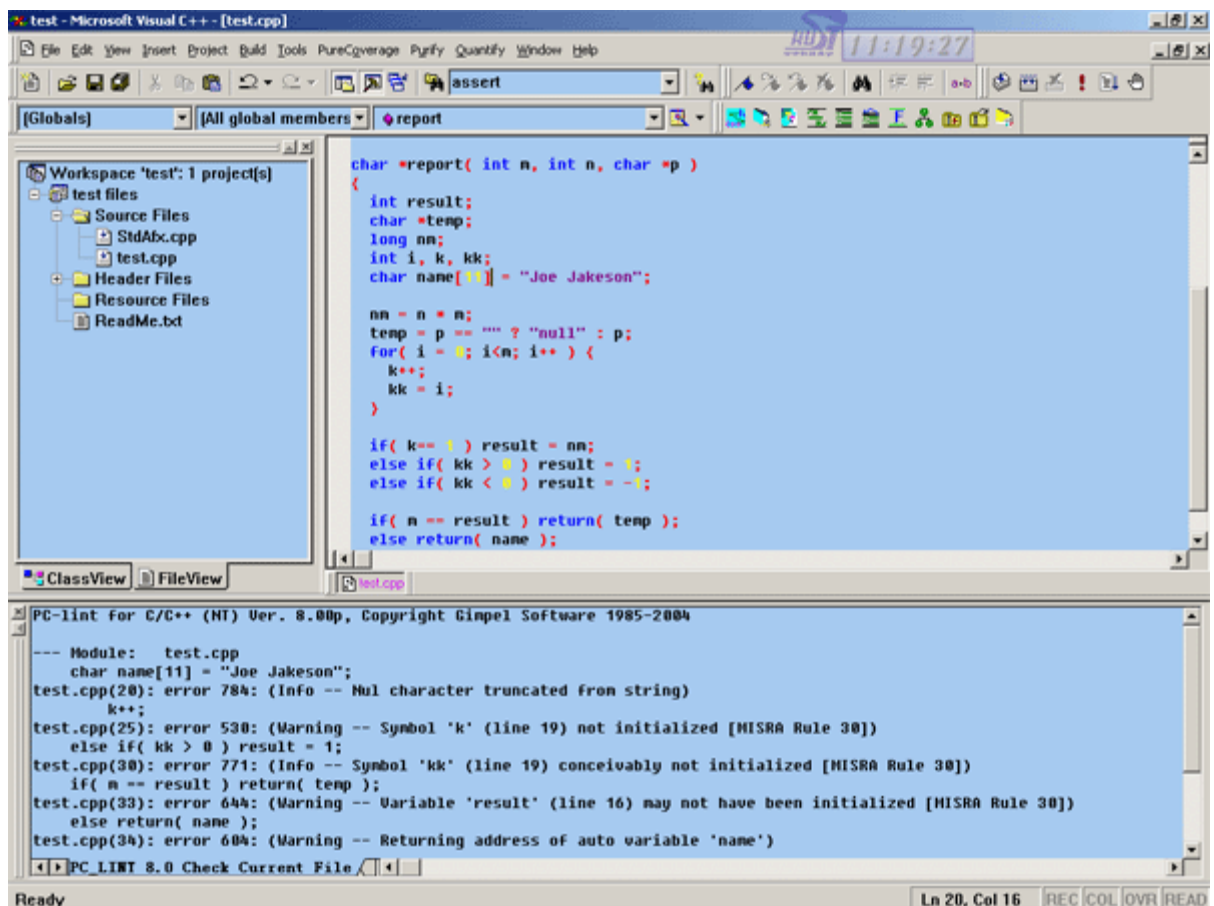 test - Microsoft Visual C++ - [test.cpp]
11:19:27
File Edit View Insert Project Build Tools PureCoverage Purify Quantify Window Help
assert
(Globals)
(All global members
report
Workspace 'test': 1 project(s)
test files
Source Files
StdAfx.cpp
test.cpp
Header Files
Resource Files
ReadMe.txt
ClassView
FileView
char *report( int m, int n, char *p )
{
int result;
char *temp;
long nm;
int i, k, kk;
char name[11] = "Joe Jakeson";
nm = n * m;
temp = p == "" ? "null" : p;
for( i = 0; i<m; i++ ) {
k++;
kk = i;
}
if( k== 1 ) result = nm;
else if( kk > 0 ) result = 1;
else if( kk < 0 ) result = -1;
if( m == result ) return( temp );
else return( name );
test.cpp
PC-lint for C/C++ (NT) Ver. 8.00p, Copyright Gimpel Software 1985-2004
--- Module: test.cpp
char name[11] = "Joe Jakeson";
test.cpp(20): error 784: (Info -- Nul character truncated from string)
k++;
test.cpp(25): error 530: (Warning -- Symbol 'k' (line 19) not initialized [MISRA Rule 30])
else if( kk > 0 ) result = 1;
test.cpp(30): error 771: (Info -- Symbol 'kk' (line 19) conceivably not initialized [MISRA Rule 30])
if( m == result ) return( temp );
test.cpp(33): error 644: (Warning -- Variable 'result' (line 16) may not have been initialized [MISRA Rule 30])
else return( name );
test.cpp(34): error 604: (Warning -- Returning address of auto variable 'name')
PC_LINT 8.0 Check Current File
Ready
Ln 20, Col 16
REC COL OVR READ